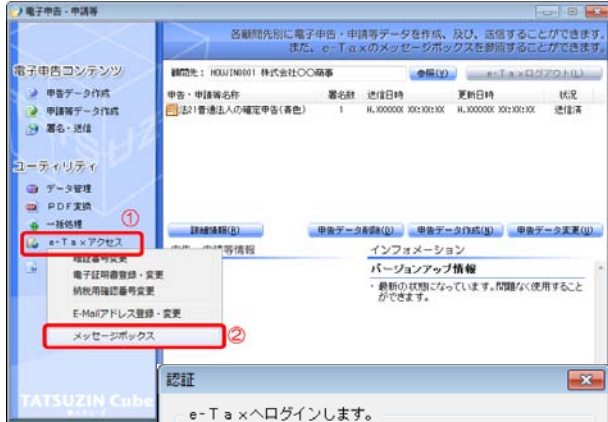 電子申告・申請等
各顧問先別に電子申告・申請等データを作成、及び、送信することができます。
また、e-Taxのメッセージボックスを参照することができます。
電子申告コンテンツ
申告データ作成
申請等データ作成
署名・送信
ユーティリティ
データ管理
PDF変換
一括処理
①
e-Taxアクセス
暗証番号変更
電子証明書登録・変更
納税用確認番号変更
E-Mailアドレス登録・変更
メッセージボックス
②
顧問先: HOUJIN0001 株式会社〇〇商事
参照(V)
e-Taxログアウト(L)
申告・申請等名称 署名数 送信日時 更新日時 状況
法21普通法人の確定申告(青色) 1 H.XXXXXX XX:XX:XX H.XXXXXX XX:XX:XX 送信済
詳細情報(R)
申告データ削除(D)
申告データ作成(N)
申告データ変更(U)
申告・申請等情報
インフォメーション
バージョンアップ情報
・最新の状態になっています。問題なく使用することができます。
認証
e-Taxへログインします。
TATSUZIN Cube